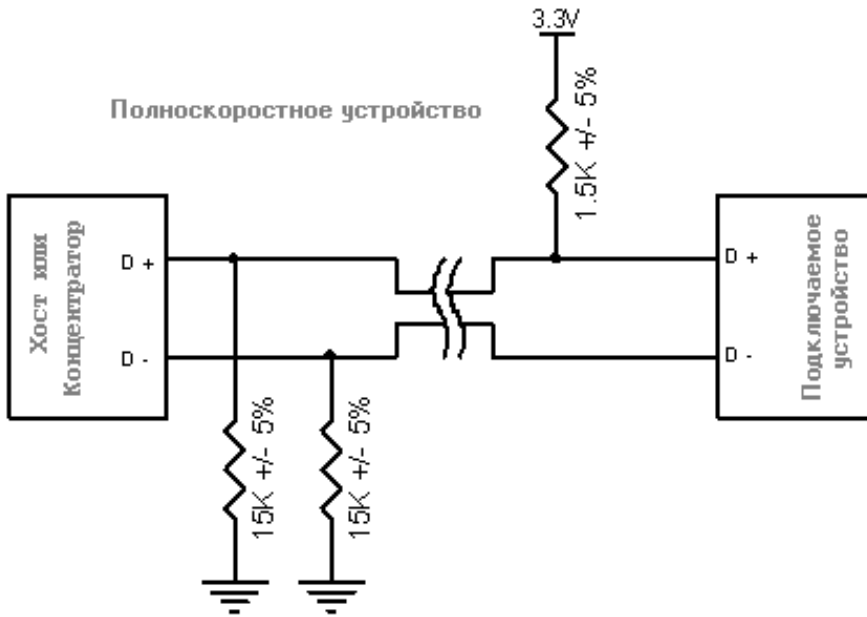 3.3V
Полноскоростное устройство
1.5K +/- 5%
Хост или
Концентратор
D +
D -
D +
D -
Подключаемое
устройство
15K +/- 5%
15K +/- 5%